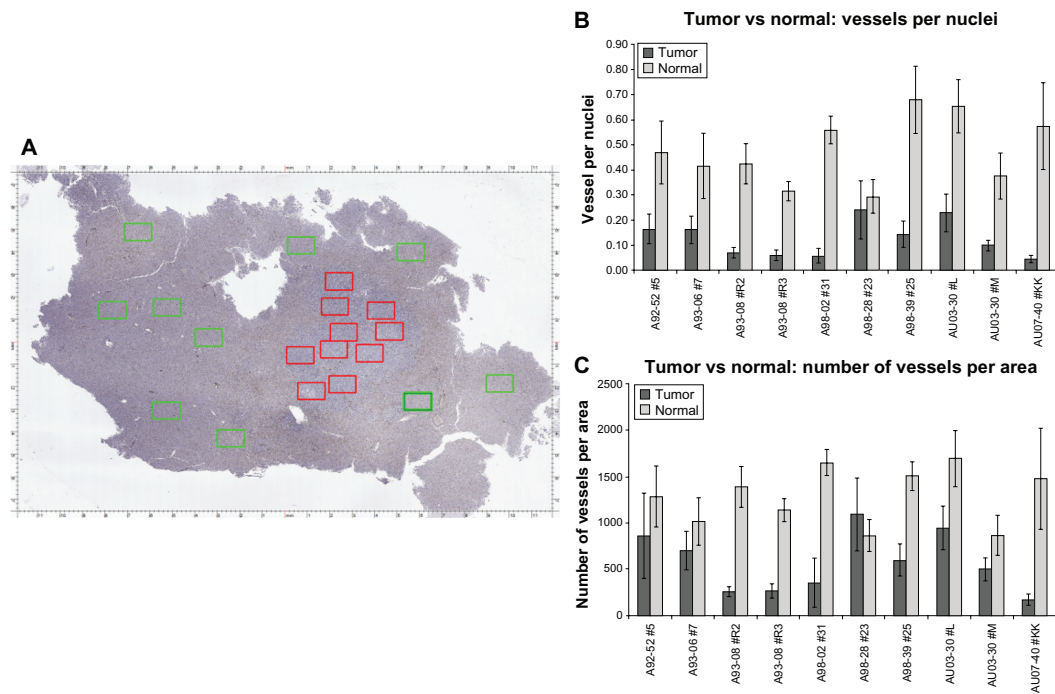 A
B
Tumor vs normal: vessels per nuclei
Vessel per nuclei
0.90
0.80
0.70
0.60
0.50
0.40
0.30
0.20
0.10
0.00
Tumor
Normal
A92-52 #5
A93-06 #7
A93-08 #R2
A93-08 #R3
A98-02 #31
A98-28 #23
A98-39 #25
AU03-30 #L
AU03-30 #M
AU07-40 #KK
C
Tumor vs normal: number of vessels per area
Number of vessels per area
2500
2000
1500
1000
500
0
Tumor
Normal
A92-52 #5
A93-06 #7
A93-08 #R2
A93-08 #R3
A98-02 #31
A98-28 #23
A98-39 #25
AU03-30 #L
AU03-30 #M
AU07-40 #KK